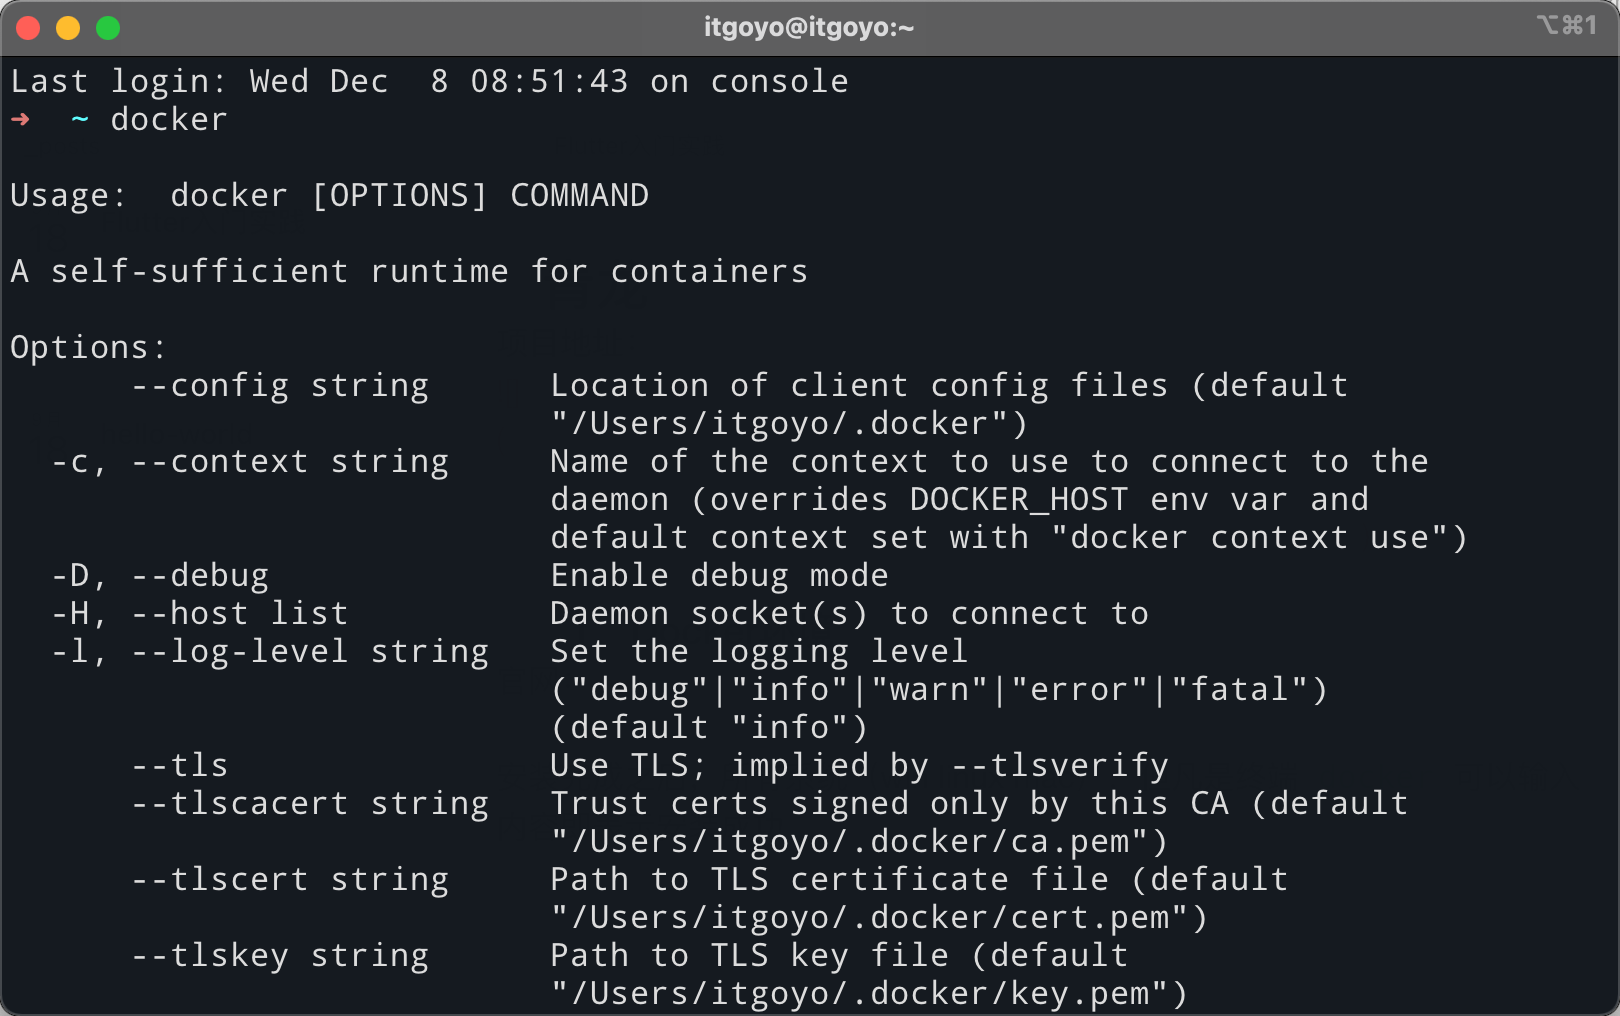 itgoyo@itgoyo:~
⌥⌘1
Last login: Wed Dec  8 08:51:43 on console
➜  ~ docker
Usage:  docker [OPTIONS] COMMAND
A self-sufficient runtime for containers
Options:
      --config string      Location of client config files (default
                           "/Users/itgoyo/.docker")
  -c, --context string     Name of the context to use to connect to the
                           daemon (overrides DOCKER_HOST env var and
                           default context set with "docker context use")
  -D, --debug              Enable debug mode
  -H, --host list          Daemon socket(s) to connect to
  -l, --log-level string   Set the logging level
                           ("debug"|"info"|"warn"|"error"|"fatal")
                           (default "info")
      --tls                Use TLS; implied by --tlsverify
      --tlscacert string   Trust certs signed only by this CA (default
                           "/Users/itgoyo/.docker/ca.pem")
      --tlscert string     Path to TLS certificate file (default
                           "/Users/itgoyo/.docker/cert.pem")
      --tlskey string      Path to TLS key file (default
                           "/Users/itgoyo/.docker/key.pem")